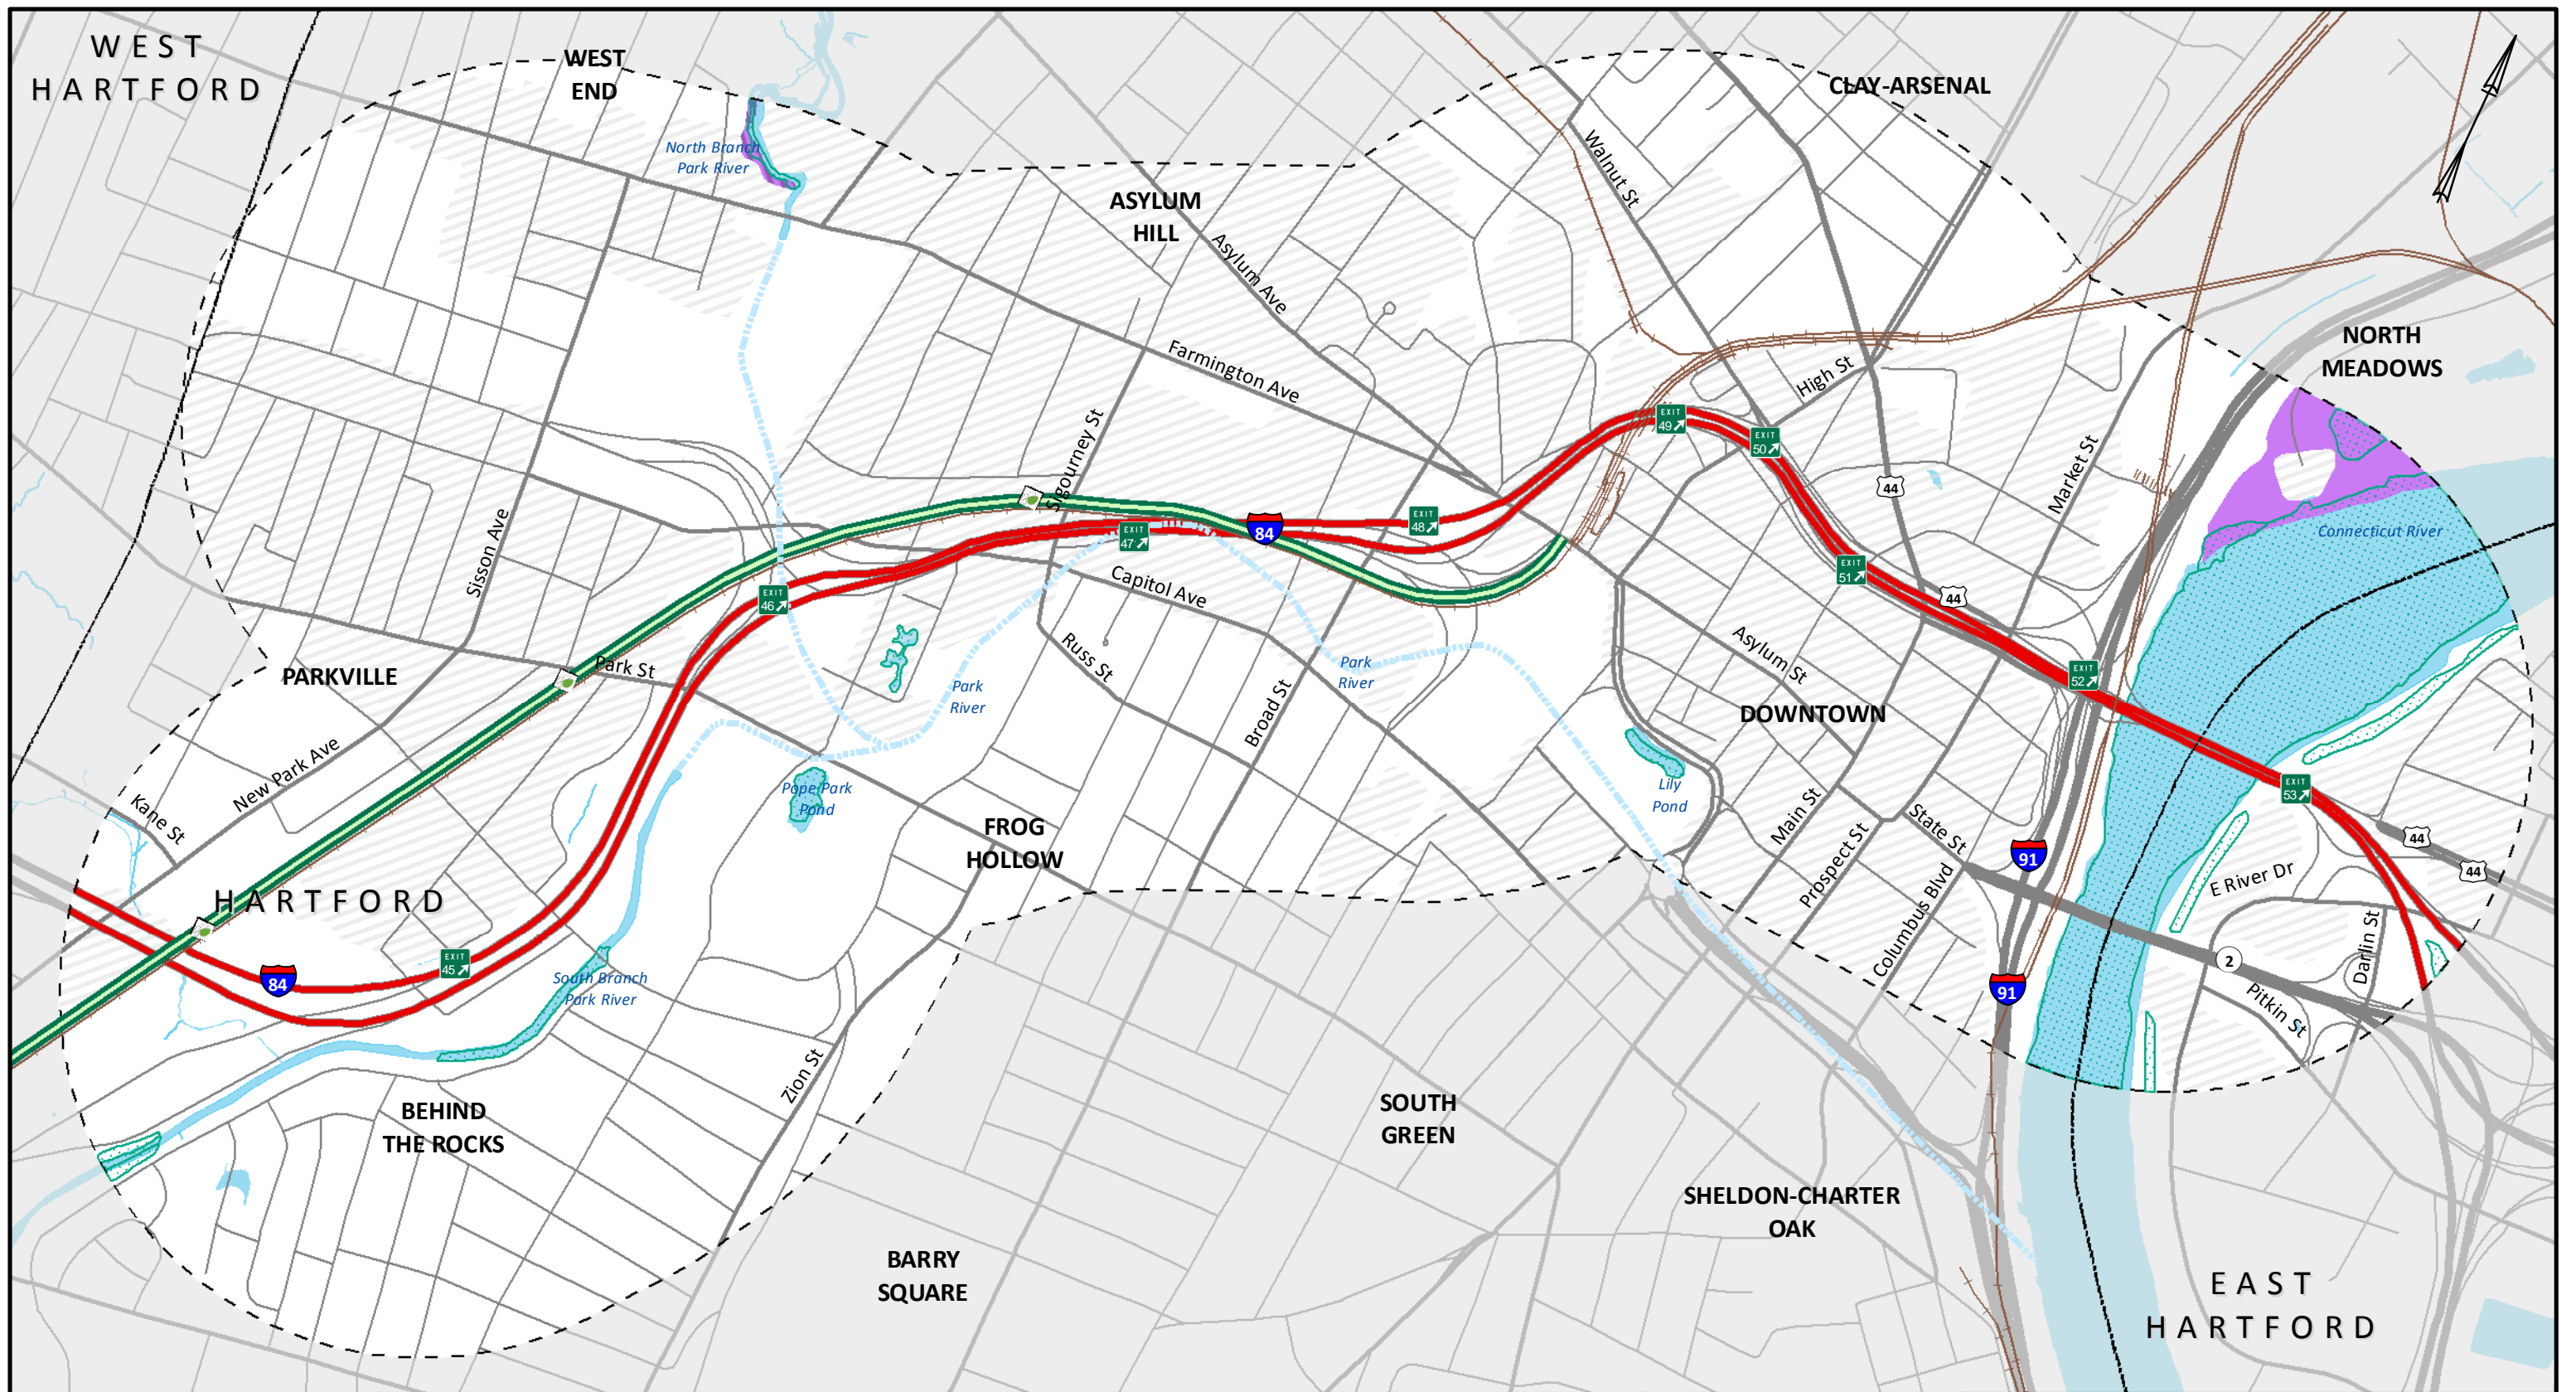 WEST
HARTFORD
WEST
END
CLAY-ARSENAL
North Branch
Park River
Walnut St
ASYLUM
HILL
Asylum Ave
NORTH
MEADOWS
Farmington Ave
High St
EXIT
49
EXIT
50
Sigourney St
Market St
44
Connecticut River
EXIT
48
84
EXIT
47
Sisson Ave
EXIT
51
Capitol Ave
EXIT
46
44
Russ St
Park
River
Asylum St
EXIT
52
PARKVILLE
Park St
Park
River
Broad St
DOWNTOWN
New Park Ave
Kane St
Pope Park
Pond
Lily
Pond
EXIT
53
Main St
State St
44
44
FROG
HOLLOW
Prospect St
91
Columbus Blvd
E River Dr
HARTFORD
Darlin St
EXIT
45
2
84
South Branch
Park River
91
Pitkin St
Zion St
BEHIND
THE ROCKS
SOUTH
GREEN
SHELDON-CHARTER
OAK
BARRY
SQUARE
EAST
HARTFORD